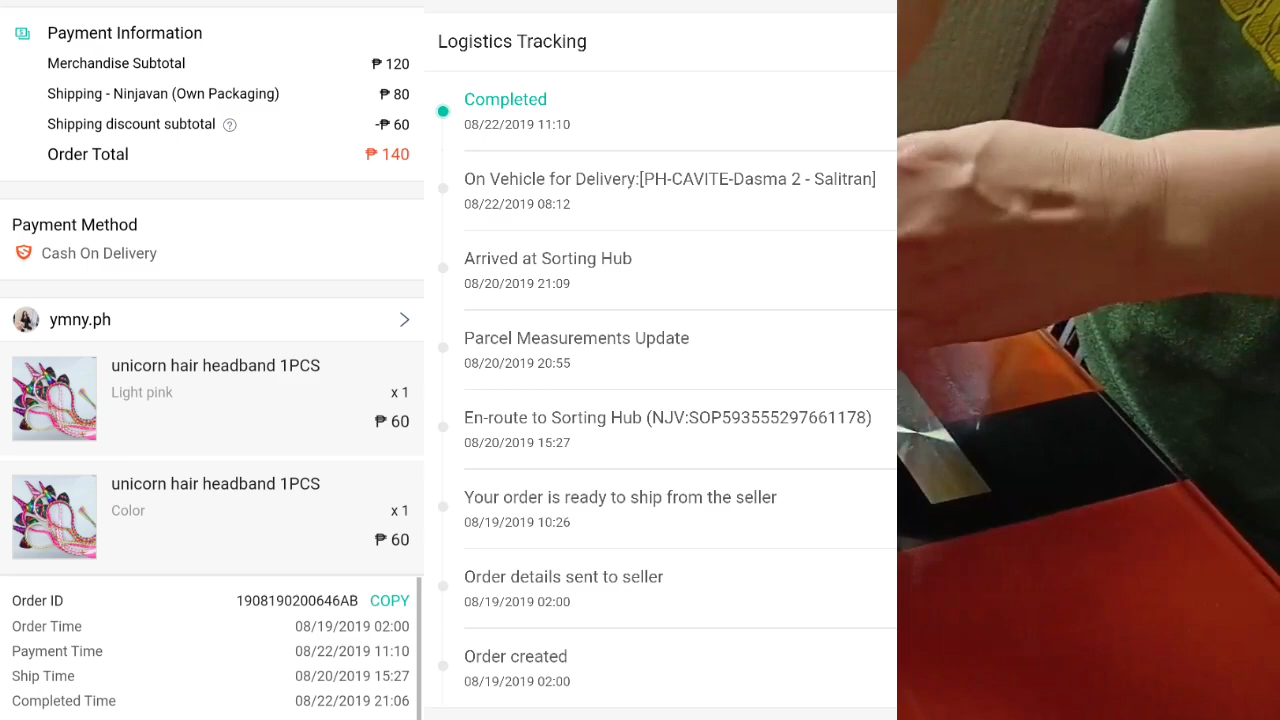 Payment Information
Merchandise Subtotal ₱ 120
Shipping - Ninjavan (Own Packaging) ₱ 80
Shipping discount subtotal ? -₱ 60
Order Total ₱ 140
Payment Method
Cash On Delivery
ymny.ph
unicorn hair headband 1PCS
Light pink x 1
₱ 60
unicorn hair headband 1PCS
Color x 1
₱ 60
Order ID 1908190200646AB COPY
Order Time 08/19/2019 02:00
Payment Time 08/22/2019 11:10
Ship Time 08/20/2019 15:27
Completed Time 08/22/2019 21:06
Logistics Tracking
Completed
08/22/2019 11:10
On Vehicle for Delivery:[PH-CAVITE-Dasma 2 - Salitran]
08/22/2019 08:12
Arrived at Sorting Hub
08/20/2019 21:09
Parcel Measurements Update
08/20/2019 20:55
En-route to Sorting Hub (NJV:SOP593555297661178)
08/20/2019 15:27
Your order is ready to ship from the seller
08/19/2019 10:26
Order details sent to seller
08/19/2019 02:00
Order created
08/19/2019 02:00